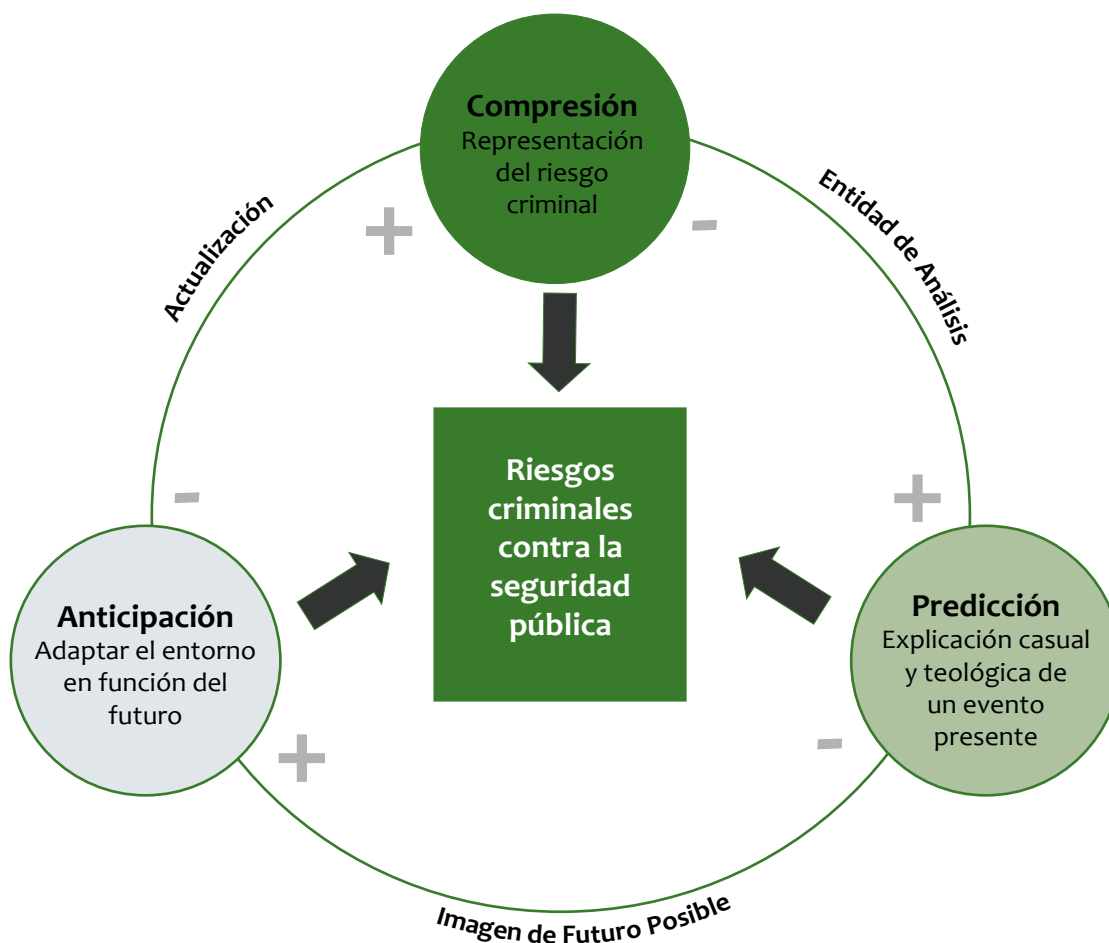 Compresión
Representación
del riesgo
criminal
Actualización
Entidad de Análisis
+
-
-
+
Riesgos
criminales
contra la
seguridad
pública
Anticipación
Adaptar el entorno
en función del
futuro
Predicción
Explicación casual
y teológica de
un evento
presente
+
-
Imagen de Futuro Posible